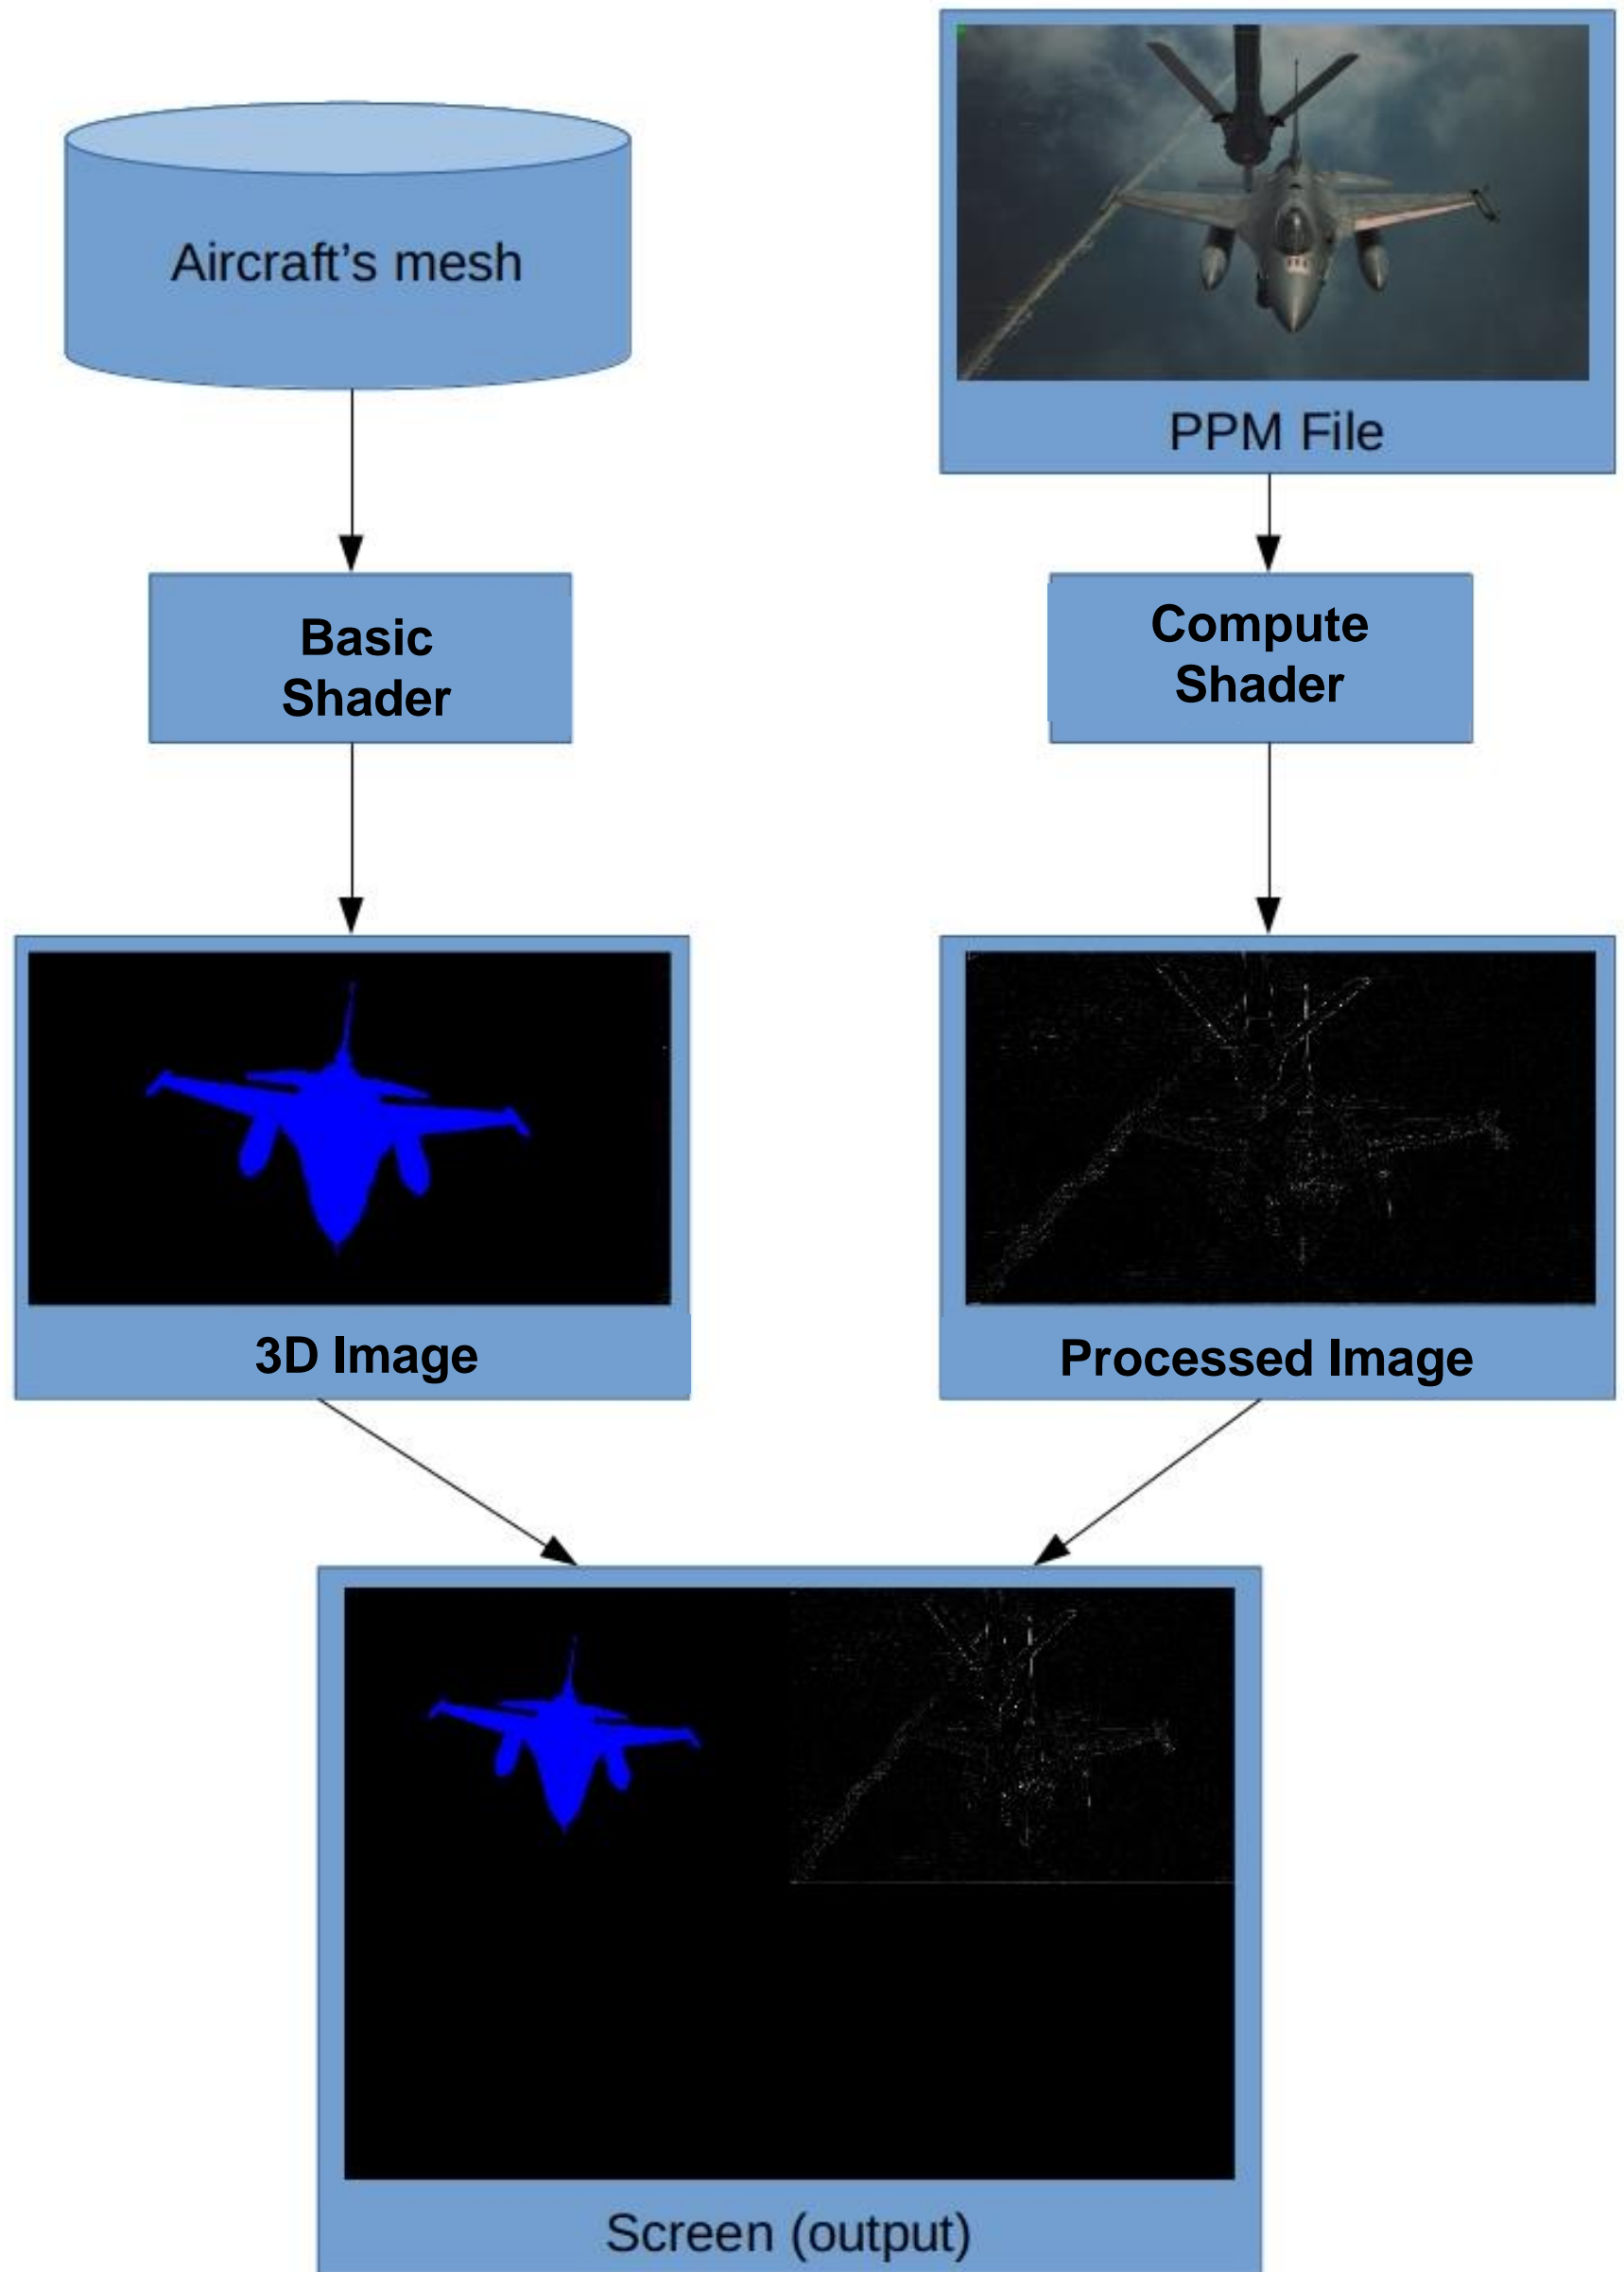 Aircraft’s mesh
PPM File
Basic
Shader
Compute
Shader
3D Image
Processed Image
Screen (output)